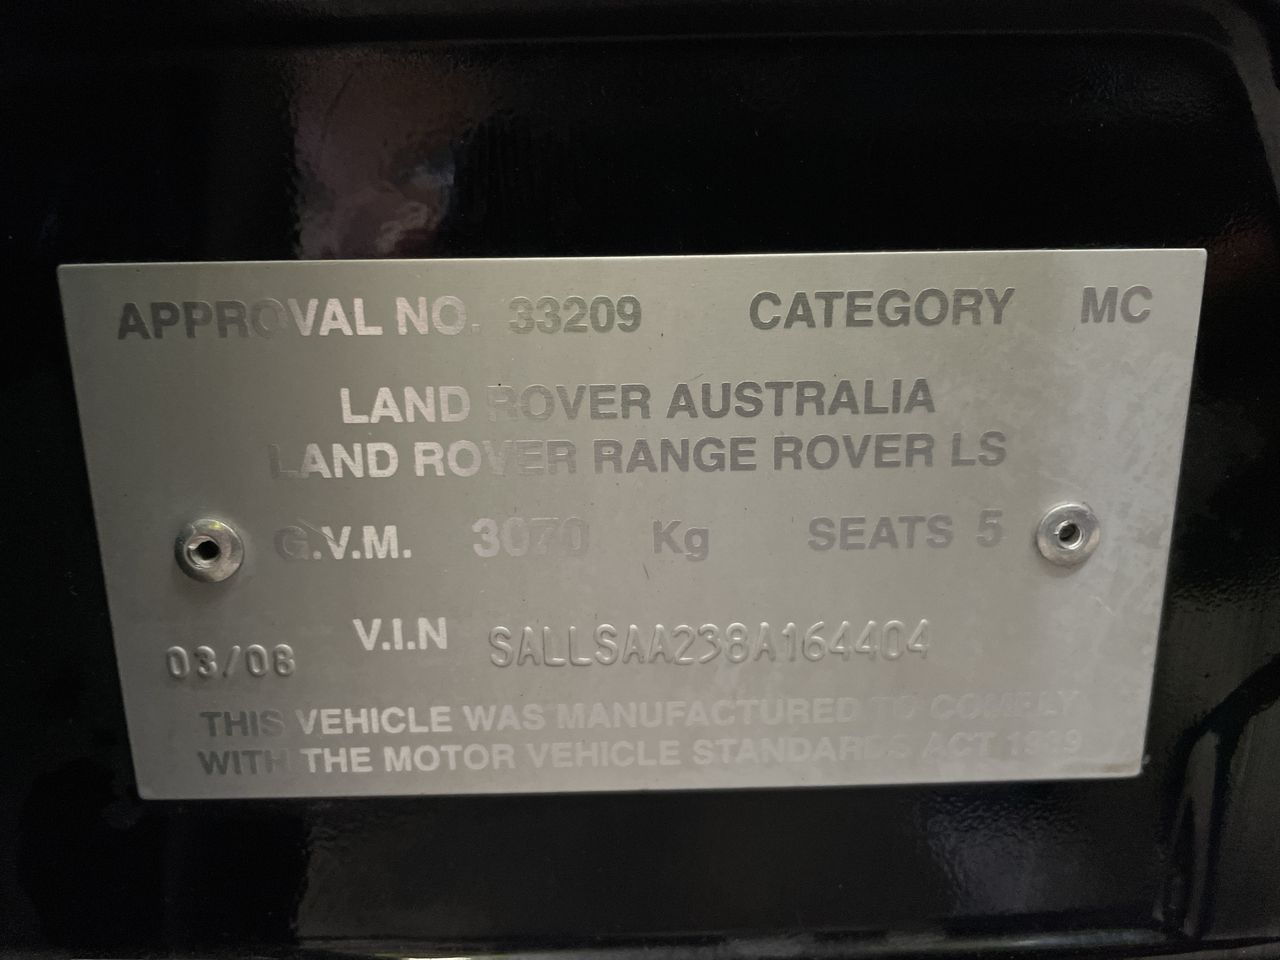 APPROVAL NO. 33209 CATEGORY MC
LAND ROVER AUSTRALIA
LAND ROVER RANGE ROVER LS
G.V.M. 3070 Kg SEATS 5
03/08 V.I.N SALLSAA238A164404
THIS VEHICLE WAS MANUFACTURED TO COMPLY
WITH THE MOTOR VEHICLE STANDARDS ACT 1989